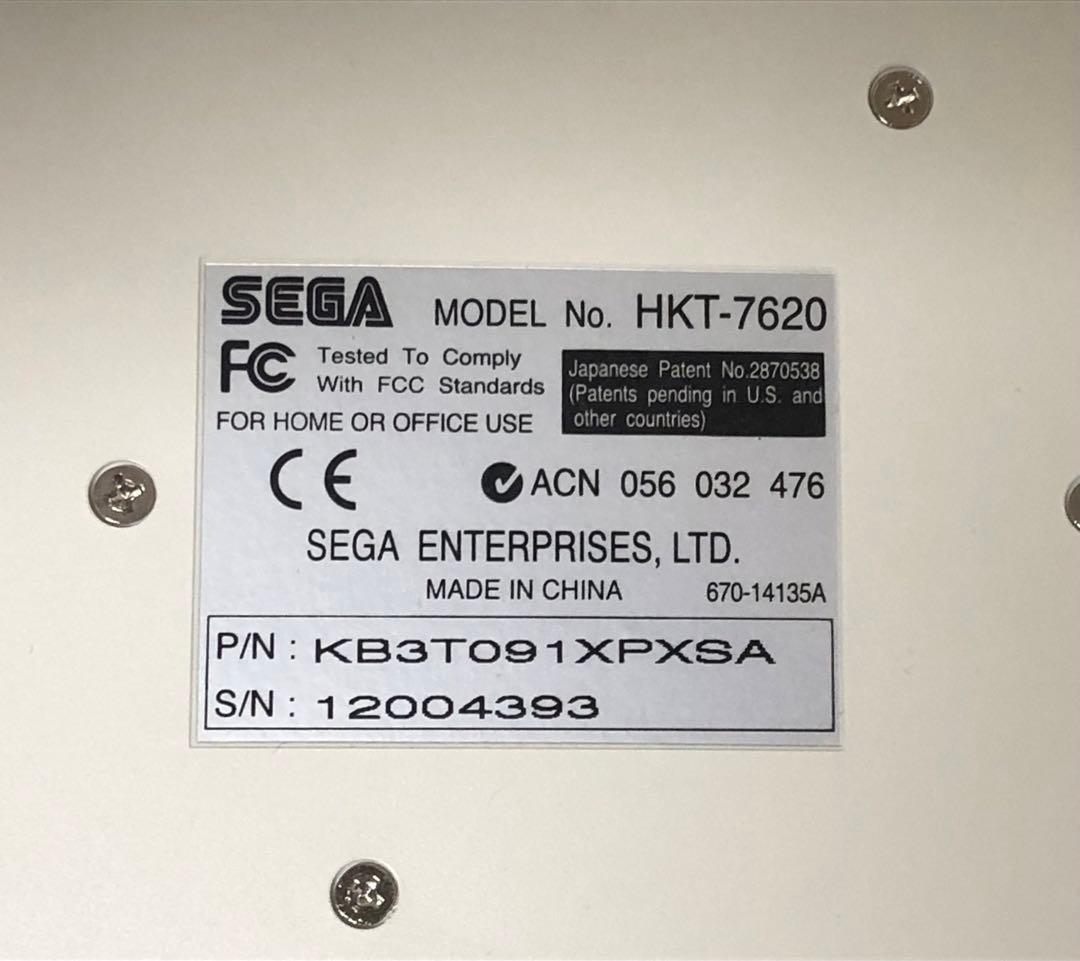 SEGA MODEL No. HKT-7620
FC Tested To Comply
With FCC Standards
FOR HOME OR OFFICE USE
Japanese Patent No.2870538
(Patents pending in U.S. and
other countries)
CE ACN 056 032 476
SEGA ENTERPRISES, LTD.
MADE IN CHINA 670-14135A
P/N : KB3T091XPXSA
S/N : 12004393